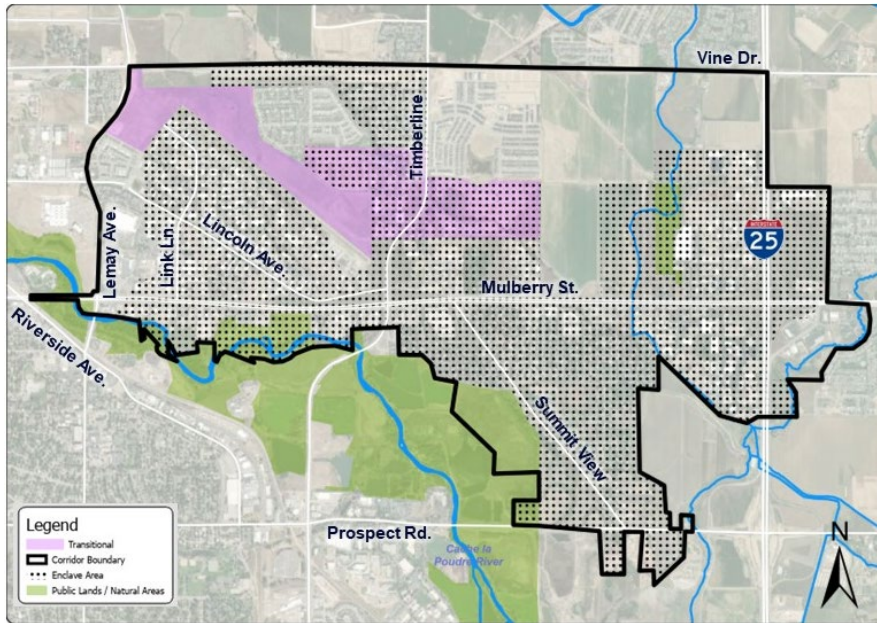 Vine Dr.
Timberline
Lemay Ave.
Link Ln.
Lincoln Ave.
INTERSTATE
25
Mulberry St.
Riverside Ave.
Summit View
Prospect Rd.
Cache la
Poudre River
N
Legend
Transitional
Corridor Boundary
Enclave Area
Public Lands / Natural Areas